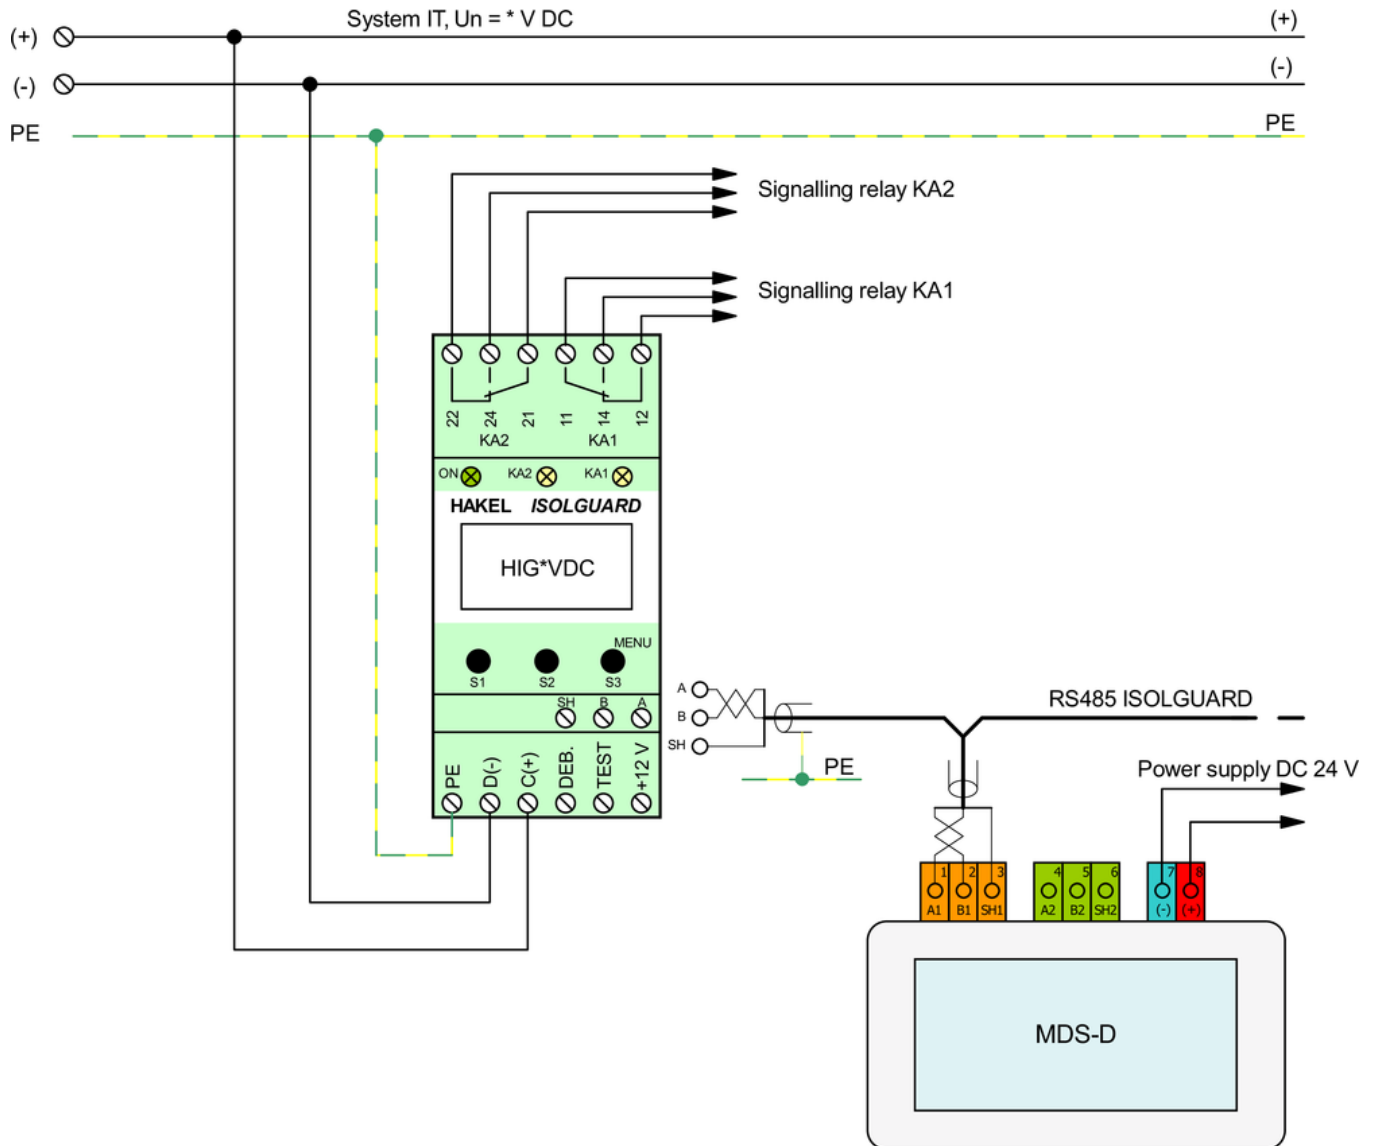 System IT, Un = * V DC
(+) (+)
(-) (-)
PE PE
Signalling relay KA2
Signalling relay KA1
22 24 21 11 14 12
KA2 KA1
ON KA2 KA1
HAKEL ISOLGUARD
HIG*VDC
MENU
S1 S2 S3
SH B A
PE D(-) C(+) DEB. TEST +12 V
A
B
SH
PE
RS485 ISOLGUARD
Power supply DC 24 V
1 2 3 4 5 6 7 8
A1 B1 SH1 A2 B2 SH2 (-) (+)
MDS-D